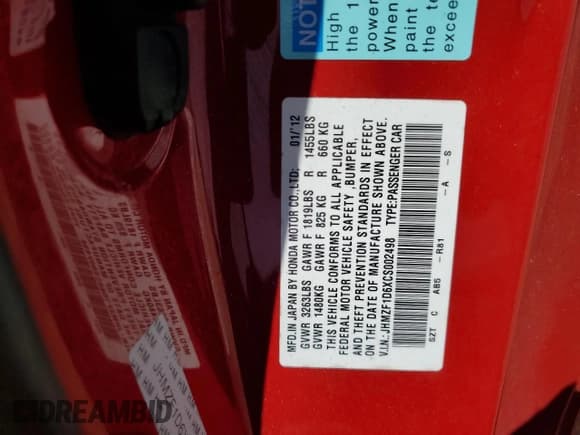 NOT
High
the 1
power
When
paint
the te
excee
MFD.IN JAPAN BY HONDA MOTOR CO.,LTD. 01/'12
GVWR 3263LBS GAWR F 1819LBS R 1455LBS
GVWR 1480KG GAWR F 825 KG R 660 KG
THIS VEHICLE CONFORMS TO ALL APPLICABLE
FEDERAL MOTOR VEHICLE SAFETY ,BUMPER,
AND THEFT PREVENTION STANDARDS IN EFFECT
ON THE DATE OF MANUFACTURE SHOWN ABOVE.
V.I.N.:JHMZF1D6XCS002498 TYPE:PASSENGER CAR
SZT C AB5 -R81 -A -S
DREAMBID